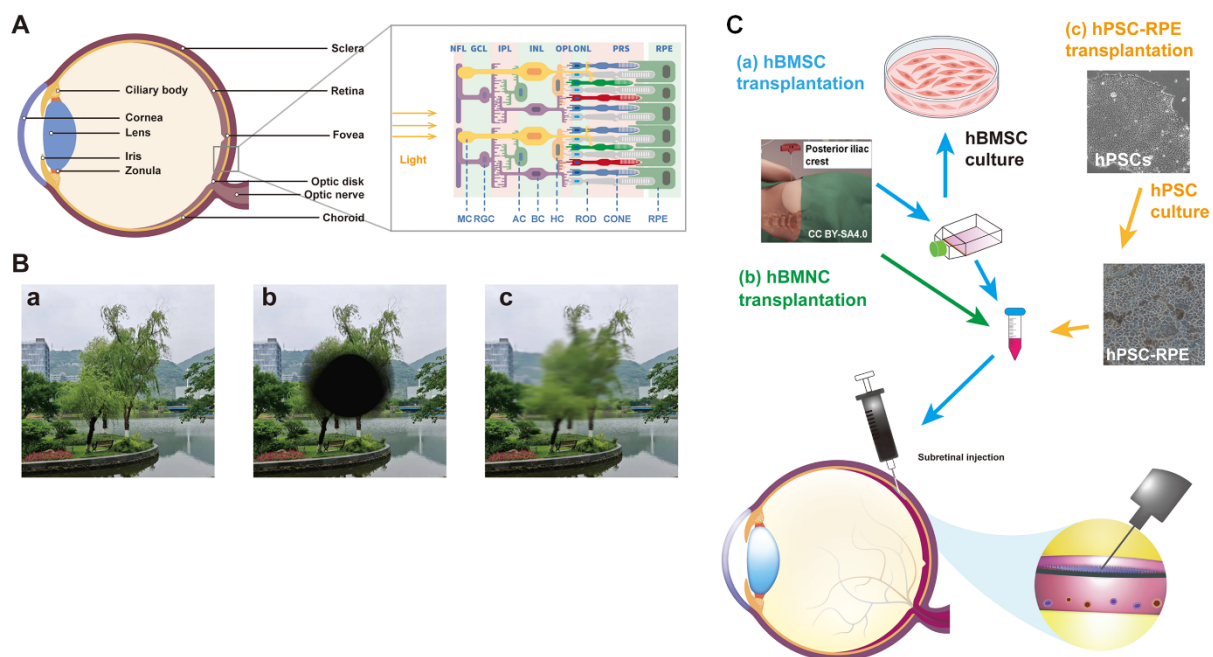 A
Sclera
Ciliary body
Retina
Cornea
Lens
Fovea
Iris
Zonula
Optic disk
Optic nerve
Choroid
NFL GCL IPL INL OPL ONL PRS RPE
Light
MC RGC AC BC HC ROD CONE RPE
B
a
b
c
C
(a) hBMSC
transplantation
(c) hPSC-RPE
transplantation
hBMSC
culture
Posterior iliac
crest
CC BY-SA4.0
hPSCs
hPSC
culture
(b) hBMNC
transplantation
hPSC-RPE
Subretinal injection